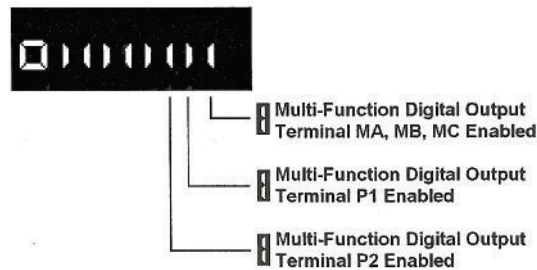 Multi-Function Digital Output
Terminal MA, MB, MC Enabled
Multi-Function Digital Output
Terminal P1 Enabled
Multi-Function Digital Output
Terminal P2 Enabled